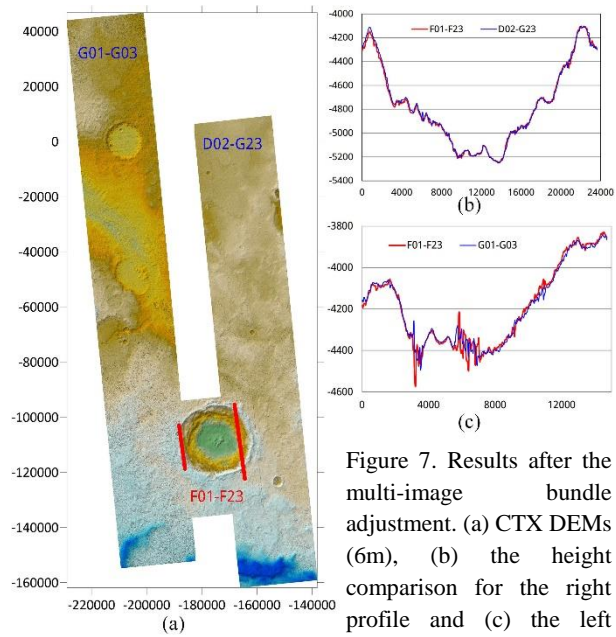 40000
20000
0
-20000
-40000
-60000
-80000
-100000
-120000
-140000
-160000
G01-G03
D02-G23
F01-F23
-220000 -200000 -180000 -160000 -140000
(a)
F01-F23 D02-G23
-4000
-4200
-4400
-4600
-4800
-5000
-5200
-5400
0 4000 8000 12000 16000 20000 24000
(b)
-3800
F01-F23 G01-G03
-4000
-4200
-4400
-4600
0 4000 8000 12000
(c)
Figure 7. Results after the
multi-image bundle
adjustment. (a) CTX DEMs
(6m), (b) the height
comparison for the right
profile and (c) the left